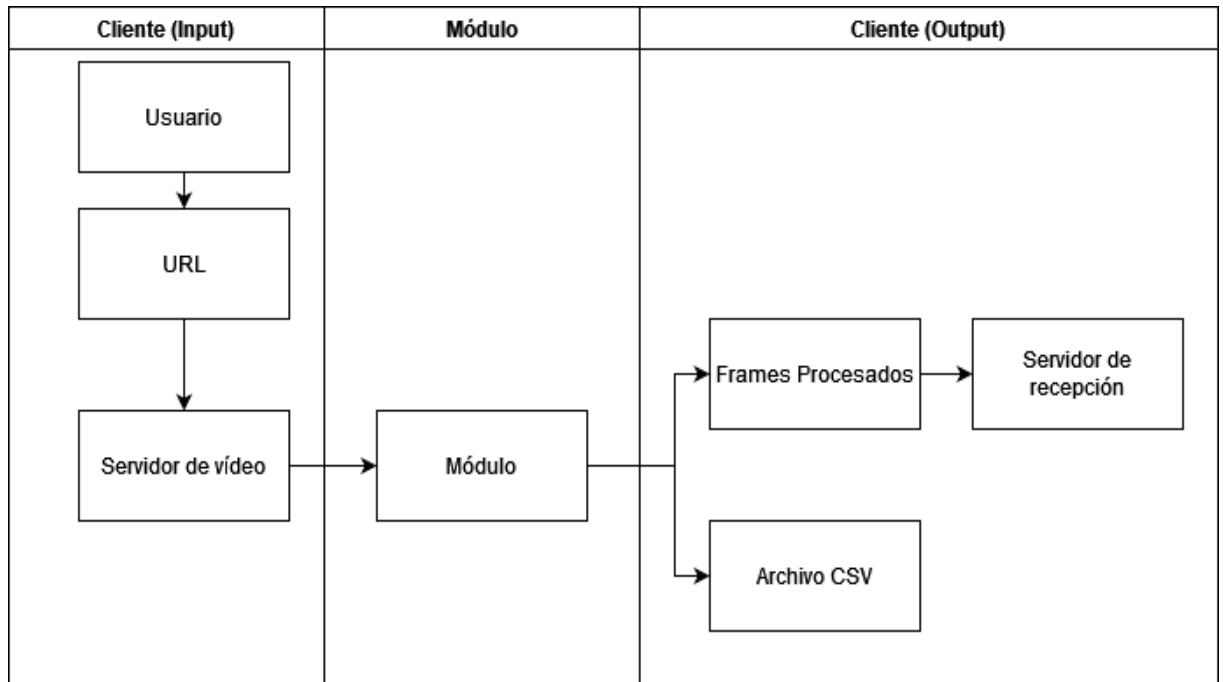 Cliente (Input)
Módulo
Cliente (Output)
Usuario
URL
Servidor de vídeo
Módulo
Frames Procesados
Servidor de
recepción
Archivo CSV